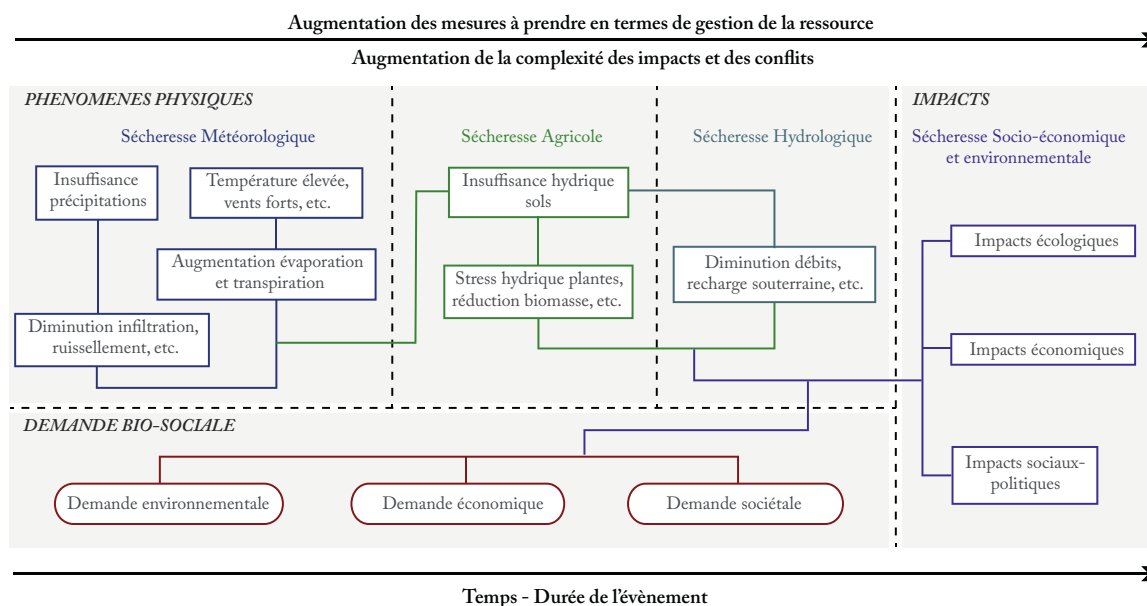 Augmentation des mesures à prendre en termes de gestion de la ressource
Augmentation de la complexité des impacts et des conflits
PHENOMENES PHYSIQUES
Sécheresse Météorologique
Insuffisance
précipitations
Température élevée,
vents forts, etc.
Augmentation évaporation
et transpiration
Diminution infiltration,
ruissellement, etc.
Sécheresse Agricole
Insuffisance hydrique
sols
Stress hydrique plantes,
réduction biomasse, etc.
Sécheresse Hydrologique
Diminution débits,
recharge souterraine, etc.
IMPACTS
Sécheresse Socio-économique
et environnementale
Impacts écologiques
Impacts économiques
Impacts sociaux-
politiques
DEMANDE BIO-SOCIALE
Demande environnementale
Demande économique
Demande sociétale
Temps - Durée de l'évènement